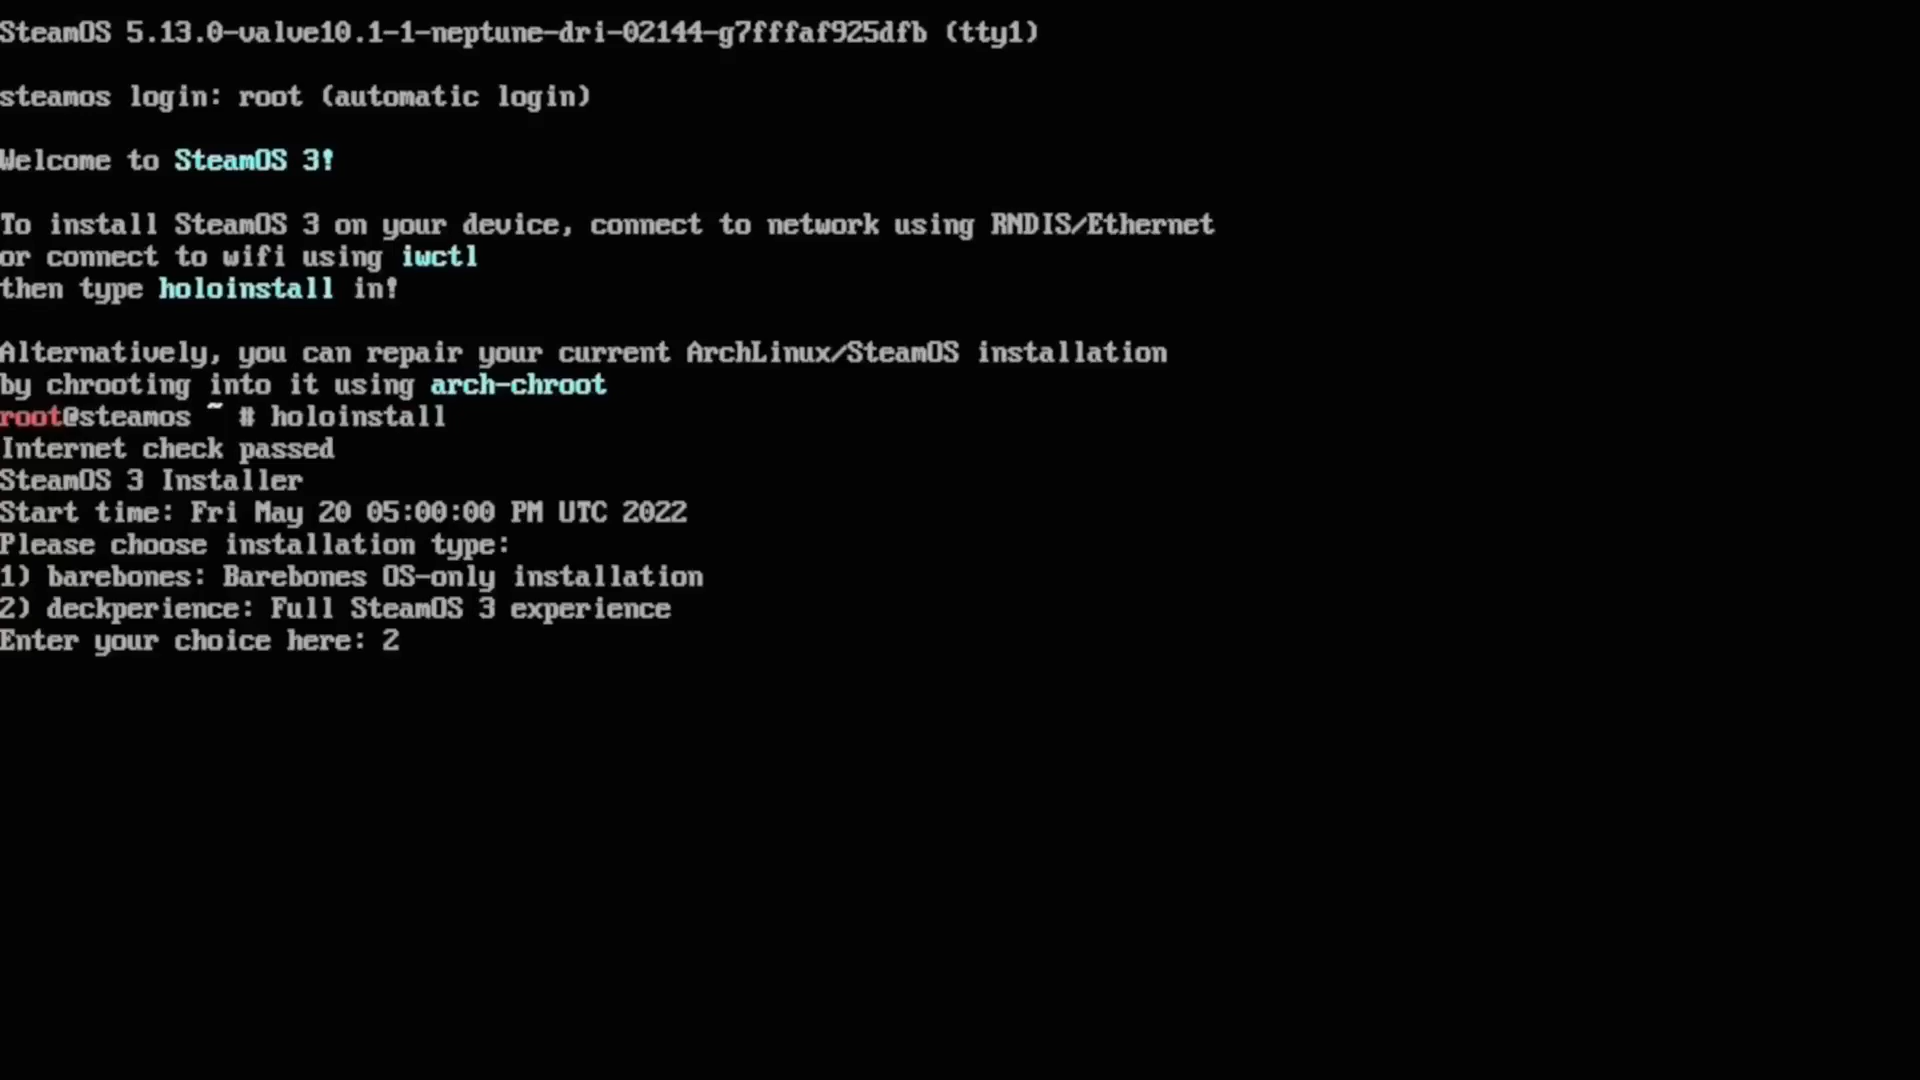 SteamOS 5.13.0-valve10.1-1-neptune-dri-02144-g7fffaf925dfb (tty1)
steamos login: root (automatic login)
Welcome to SteamOS 3!
To install SteamOS 3 on your device, connect to network using RNDIS/Ethernet
or connect to wifi using iwctl
then type holoinstall in!
Alternatively, you can repair your current ArchLinux/SteamOS installation
by chrooting into it using arch-chroot
root@steamos ~ # holoinstall
Internet check passed
SteamOS 3 Installer
Start time: Fri May 20 05:00:00 PM UTC 2022
Please choose installation type:
1) barebones: Barebones OS-only installation
2) deckperience: Full SteamOS 3 experience
Enter your choice here: 2